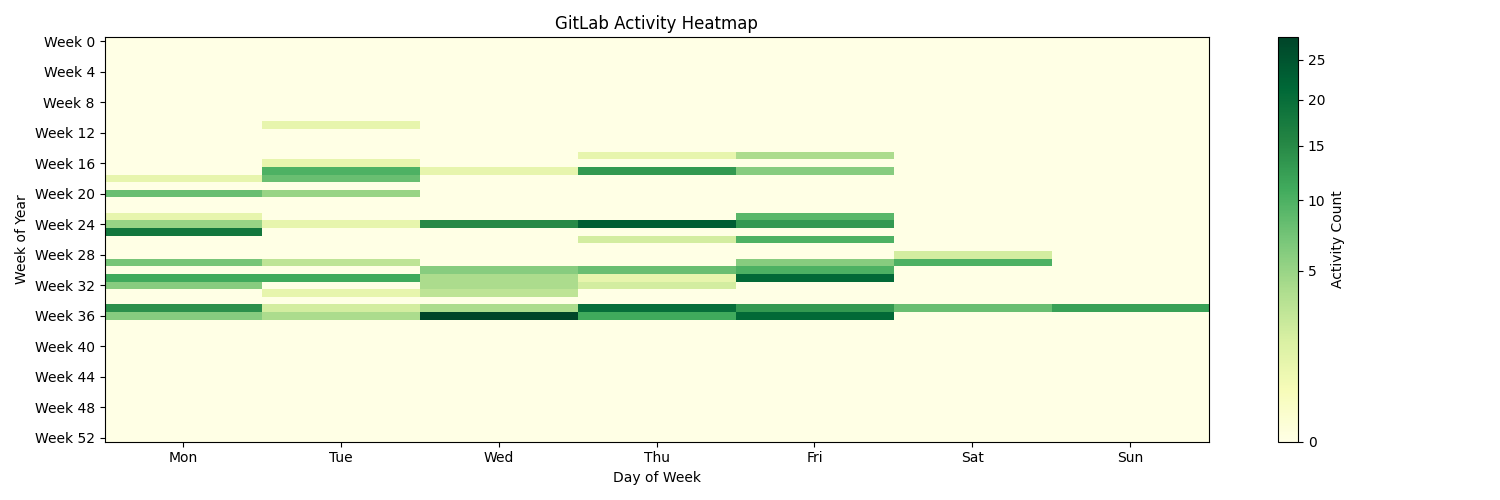 GitLab Activity Heatmap
Week 0
Week 4
Week 8
Week 12
Week 16
Week 20
Week 24
Week 28
Week 32
Week 36
Week 40
Week 44
Week 48
Week 52
Week of Year
Mon Tue Wed Thu Fri Sat Sun
Day of Week
25
20
15
10
5
0
Activity Count